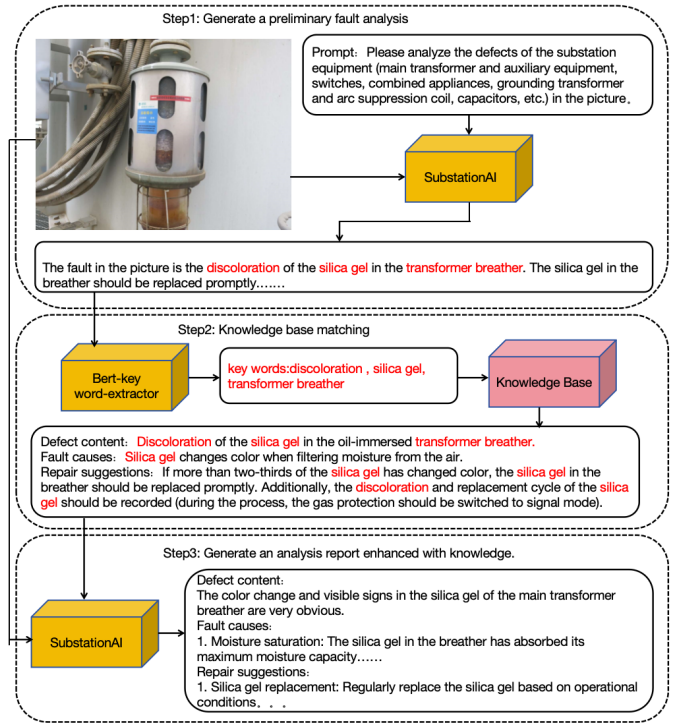 Step1: Generate a preliminary fault analysis
Prompt: Please analyze the defects of the substation
equipment (main transformer and auxiliary equipment,
switches, combined appliances, grounding transformer
and arc suppression coil, capacitors, etc.) in the picture.
SubstationAI
The fault in the picture is the discoloration of the silica gel in the transformer breather. The silica gel in the
breather should be replaced promptly.......
Step2: Knowledge base matching
Bert-key
word-extractor
key words:discoloration , silica gel,
transformer breather
Knowledge Base
Defect content: Discoloration of the silica gel in the oil-immersed transformer breather.
Fault causes: Silica gel changes color when filtering moisture from the air.
Repair suggestions: If more than two-thirds of the silica gel has changed color, the silica gel in the
breather should be replaced promptly. Additionally, the discoloration and replacement cycle of the silica
gel should be recorded (during the process, the gas protection should be switched to signal mode).
Step3: Generate an analysis report enhanced with knowledge.
SubstationAI
Defect content:
The color change and visible signs in the silica gel of the main transformer
breather are very obvious.
Fault causes:
1. Moisture saturation: The silica gel in the breather has absorbed its
maximum moisture capacity......
Repair suggestions:
1. Silica gel replacement: Regularly replace the silica gel based on operational
conditions。。。